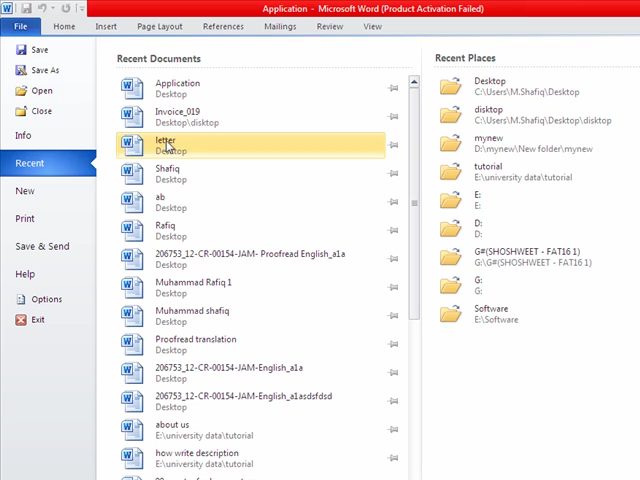 Application - Microsoft Word (Product Activation Failed)
File Home Insert Page Layout References Mailings Review View
Save
Save As
Open
Close
Info
Recent
New
Print
Save & Send
Help
Options
Exit
Recent Documents
Application
Desktop
Invoice_019
Desktop\disktop
letter
Desktop
Shafiq
Desktop
ab
Desktop
Rafiq
Desktop
206753_12-CR-00154-JAM- Proofread English_a1a
Desktop
Muhammad Rafiq 1
Desktop
Muhammad shafiq
Desktop
Proofread translation
Desktop
206753_12-CR-00154-JAM-English_a1a
Desktop
206753_12-CR-00154-JAM-English_a1asdsfdsd
Desktop
about us
E:\university data\tutorial
how write description
E:\university data\tutorial
Recent Places
Desktop
C:\Users\M.Shafiq\Desktop
disktop
C:\Users\M.Shafiq\Desktop\disktop
mynew
D:\mynew\New folder\mynew
tutorial
E:\university data\tutorial
E:
E:
D:
D:
G#(SHOSHWEET - FAT16 1)
G:\G#(SHOSHWEET - FAT16 1)
G:
G:
Software
E:\Software